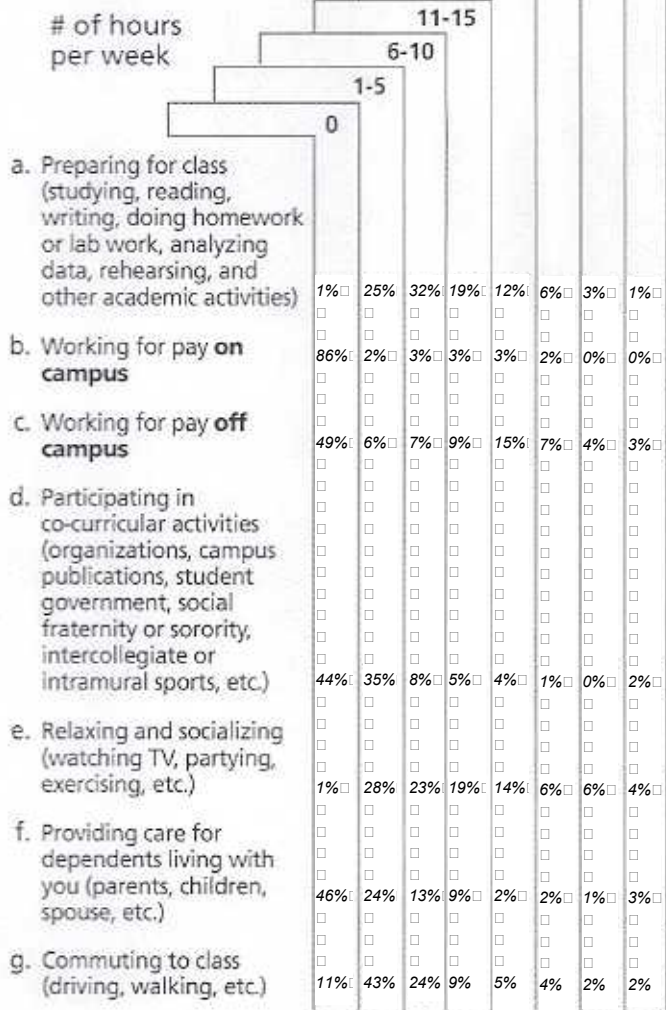 # of hours
per week
11-15
6-10
1-5
0
a. Preparing for class
(studying, reading,
writing, doing homework
or lab work, analyzing
data, rehearsing, and
other academic activities) 1% 25% 32% 19% 12% 6% 3% 1%
b. Working for pay on
campus 86% 2% 3% 3% 3% 2% 0% 0%
c. Working for pay off
campus 49% 6% 7% 9% 15% 7% 4% 3%
d. Participating in
co-curricular activities
(organizations, campus
publications, student
government, social
fraternity or sorority,
intercollegiate or
intramural sports, etc.) 44% 35% 8% 5% 4% 1% 0% 2%
e. Relaxing and socializing
(watching TV, partying,
exercising, etc.) 1% 28% 23% 19% 14% 6% 6% 4%
f. Providing care for
dependents living with
you (parents, children,
spouse, etc.) 46% 24% 13% 9% 2% 2% 1% 3%
g. Commuting to class
(driving, walking, etc.) 11% 43% 24% 9% 5% 4% 2% 2%